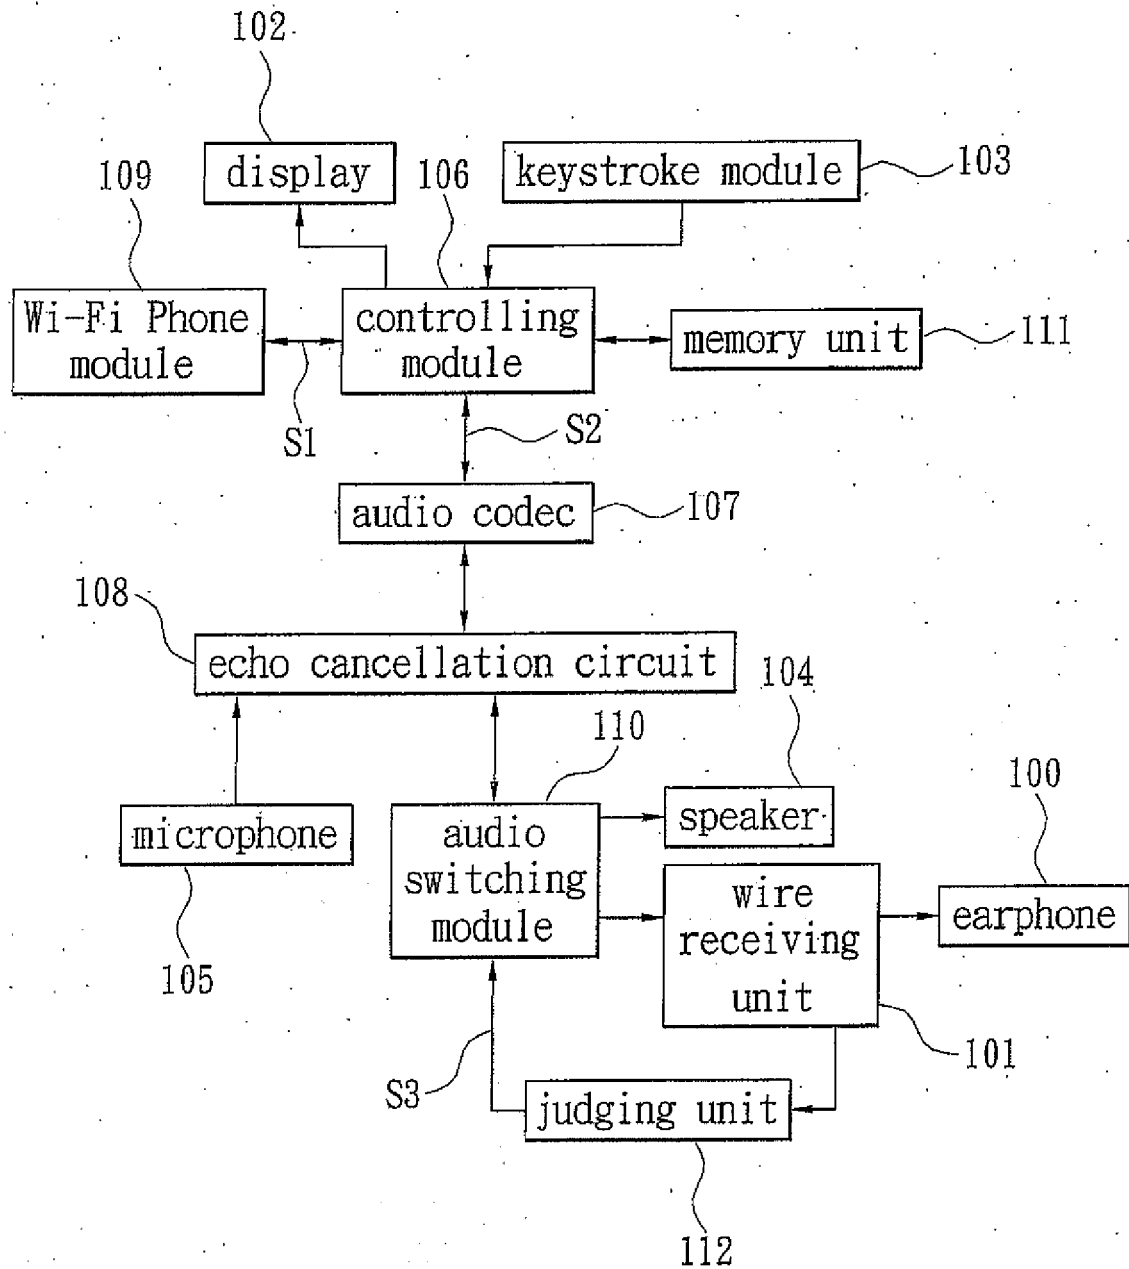 102
109
display
106
keystroke module
103
Wi-Fi Phone
module
controlling
module
memory unit
111
S1
S2
audio codec
107
108
echo cancellation circuit
104
110
100
microphone
audio
switching
module
speaker
wire
receiving
unit
earphone
105
101
S3
judging unit
112